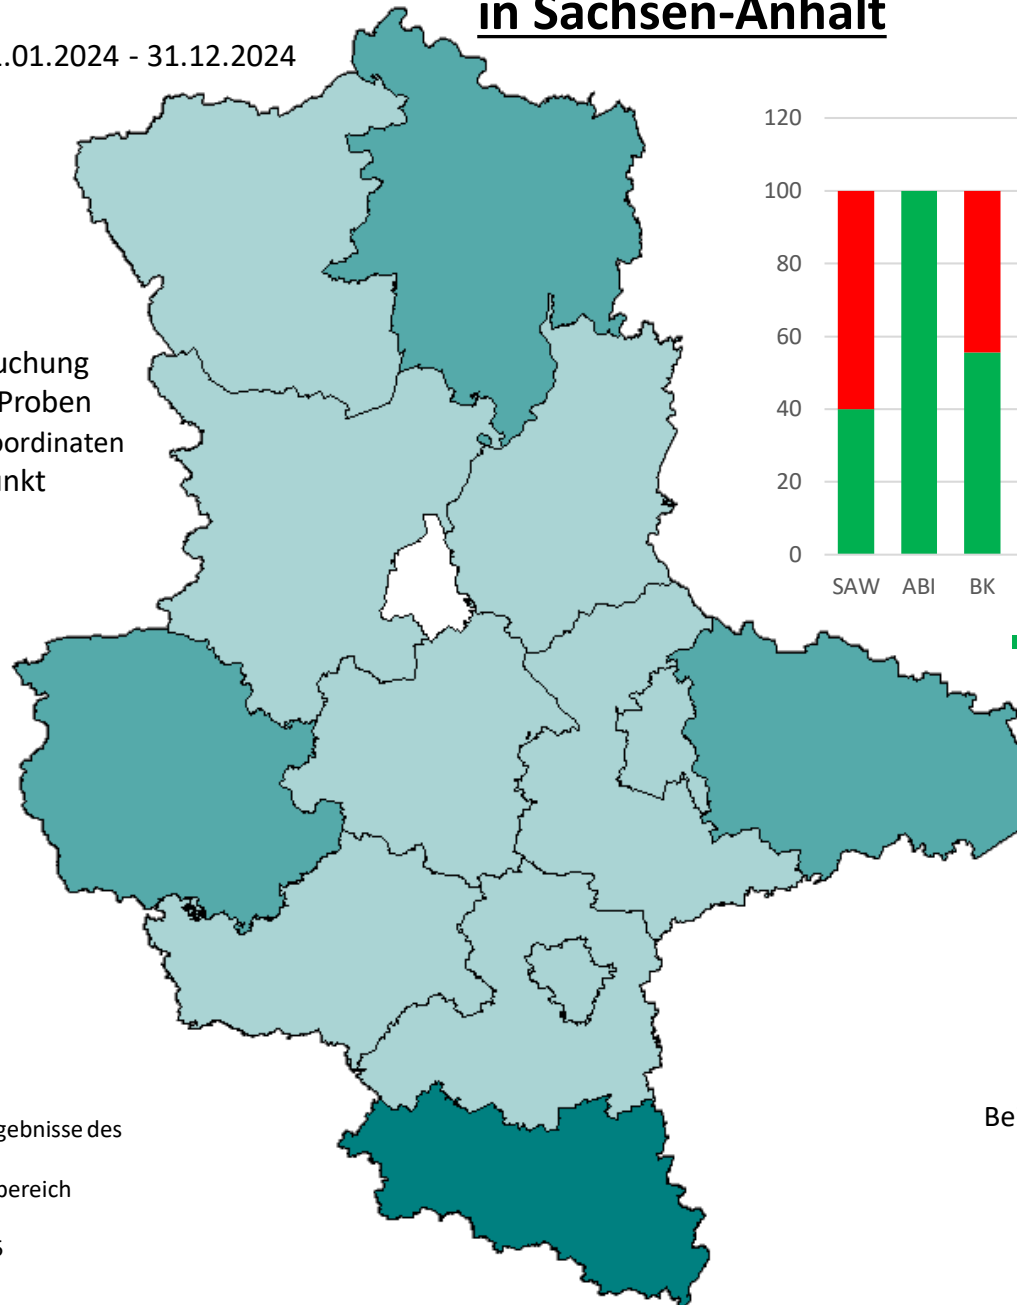 in Sachsen-Anhalt
.01.2024 - 31.12.2024
120
100
80
60
40
20
0
SAW ABI BK
uchung
Proben
oordinaten
unkt
gebnisse des
bereich
Be